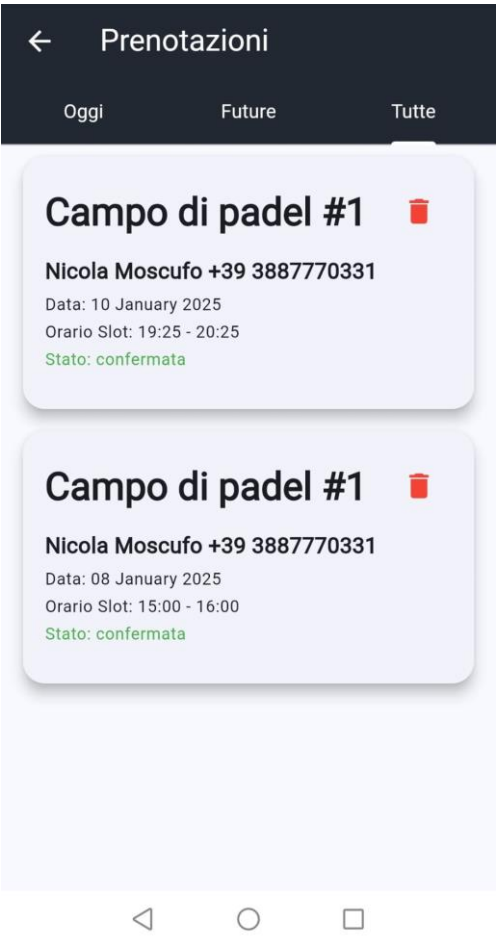 Prenotazioni
Oggi Future Tutte
Campo di padel #1
Nicola Moscufo +39 3887770331
Data: 10 January 2025
Orario Slot: 19:25 - 20:25
Stato: confermata
Campo di padel #1
Nicola Moscufo +39 3887770331
Data: 08 January 2025
Orario Slot: 15:00 - 16:00
Stato: confermata